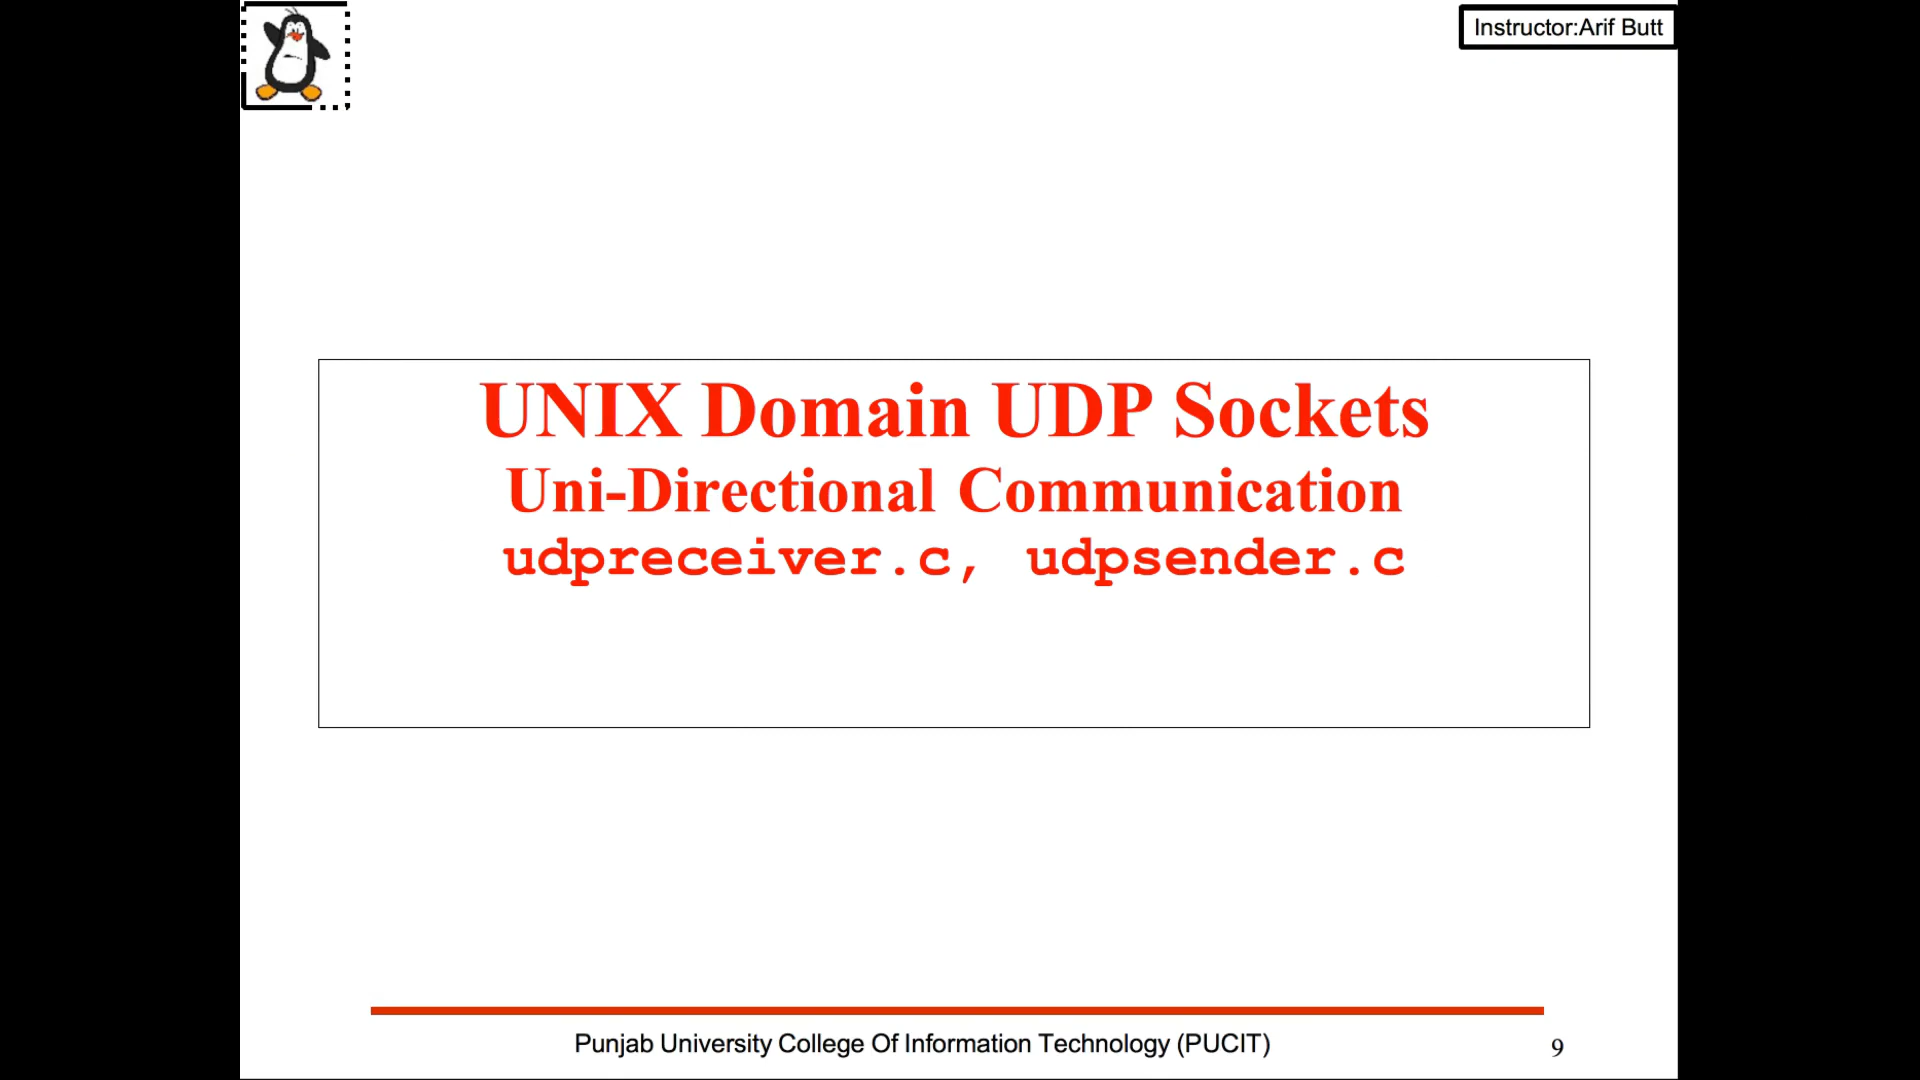 Instructor:Arif Butt
UNIX Domain UDP Sockets
Uni-Directional Communication
udpreceiver.c, udpsender.c
Punjab University College Of Information Technology (PUCIT)
9